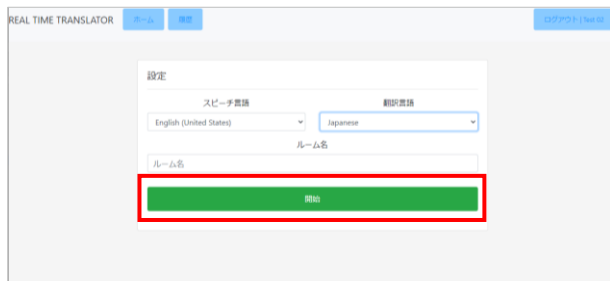 REAL TIME TRANSLATOR ホーム 履歴 ログアウト | Test 02
設定
スピーチ言語 翻訳言語
English (United States) Japanese
ルーム名
ルーム名
開始